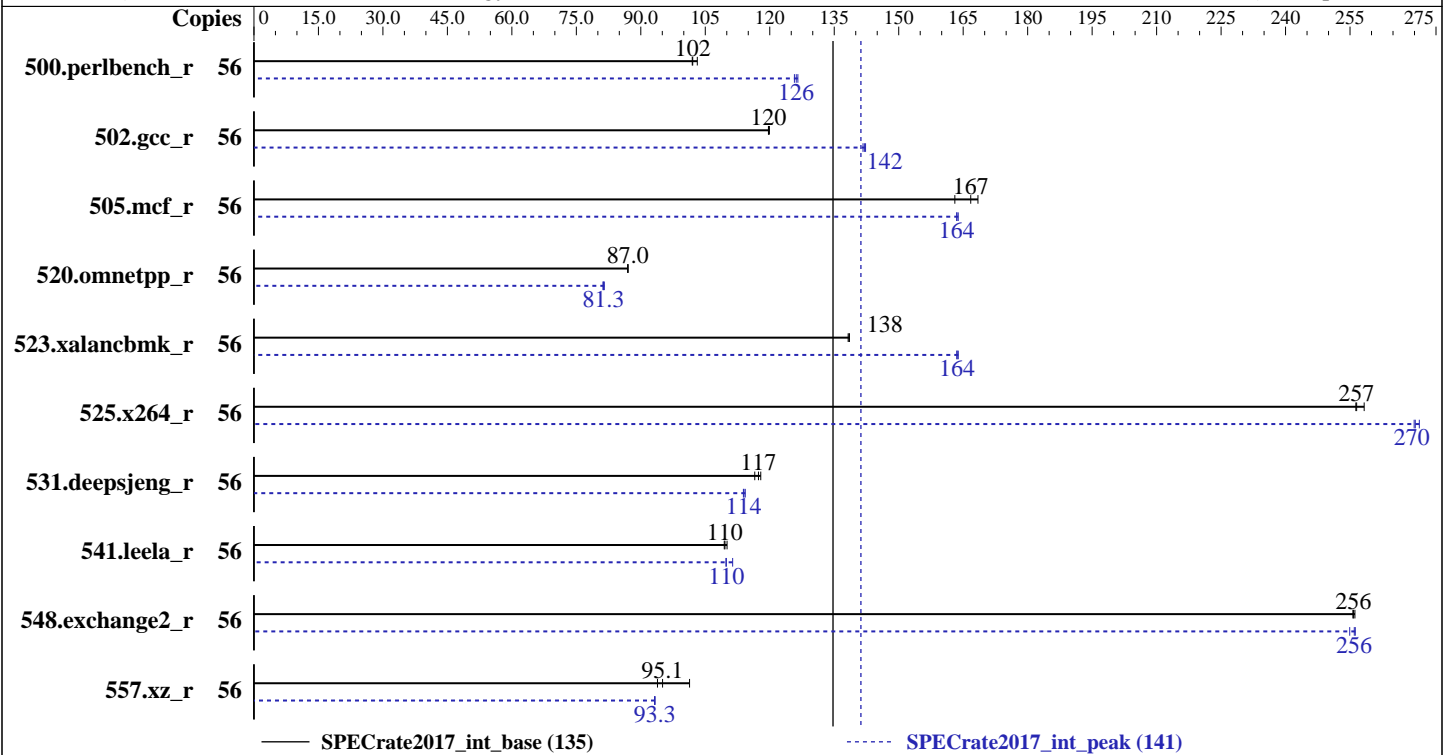 Copies 0 15.0 30.0 45.0 60.0 75.0 90.0 105 120 135 150 165 180 195 210 225 240 255 275
102
500.perlbench_r 56
126
120
502.gcc_r 56
142
167
505.mcf_r 56
164
87.0
520.omnetpp_r 56
81.3
138
523.xalancbmk_r 56
164
257
525.x264_r 56
270
117
531.deepsjeng_r 56
114
110
541.leela_r 56
110
256
548.exchange2_r 56
256
95.1
557.xz_r 56
93.3
SPECrate2017_int_base (135) SPECrate2017_int_peak (141)